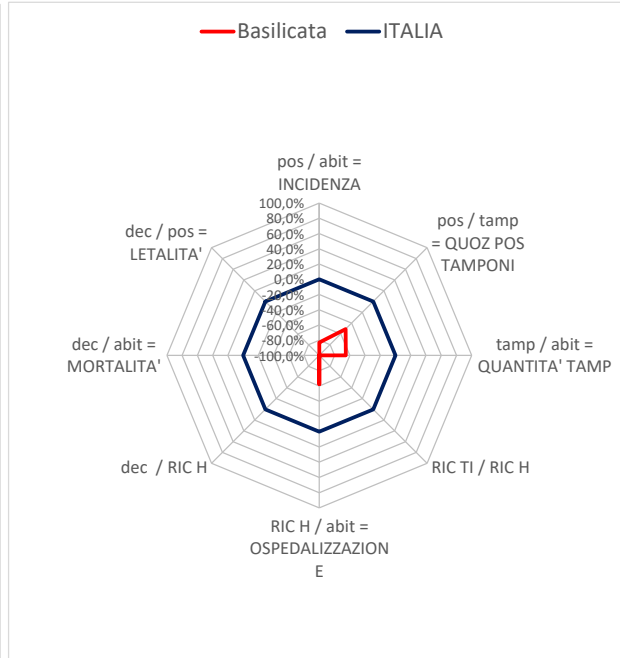 Basilicata
ITALIA
pos / abit =
INCIDENZA
100,0%
80,0%
60,0%
40,0%
20,0%
0,0%
-20,0%
-40,0%
-60,0%
-80,0%
-100,0%
pos / tamp
= QUOZ POS
TAMPONI
tamp / abit =
QUANTITA' TAMP
RIC TI / RIC H
RIC H / abit =
OSPEDALIZZAZION
E
dec  / RIC H
dec / abit =
MORTALITA'
dec / pos =
LETALITA'